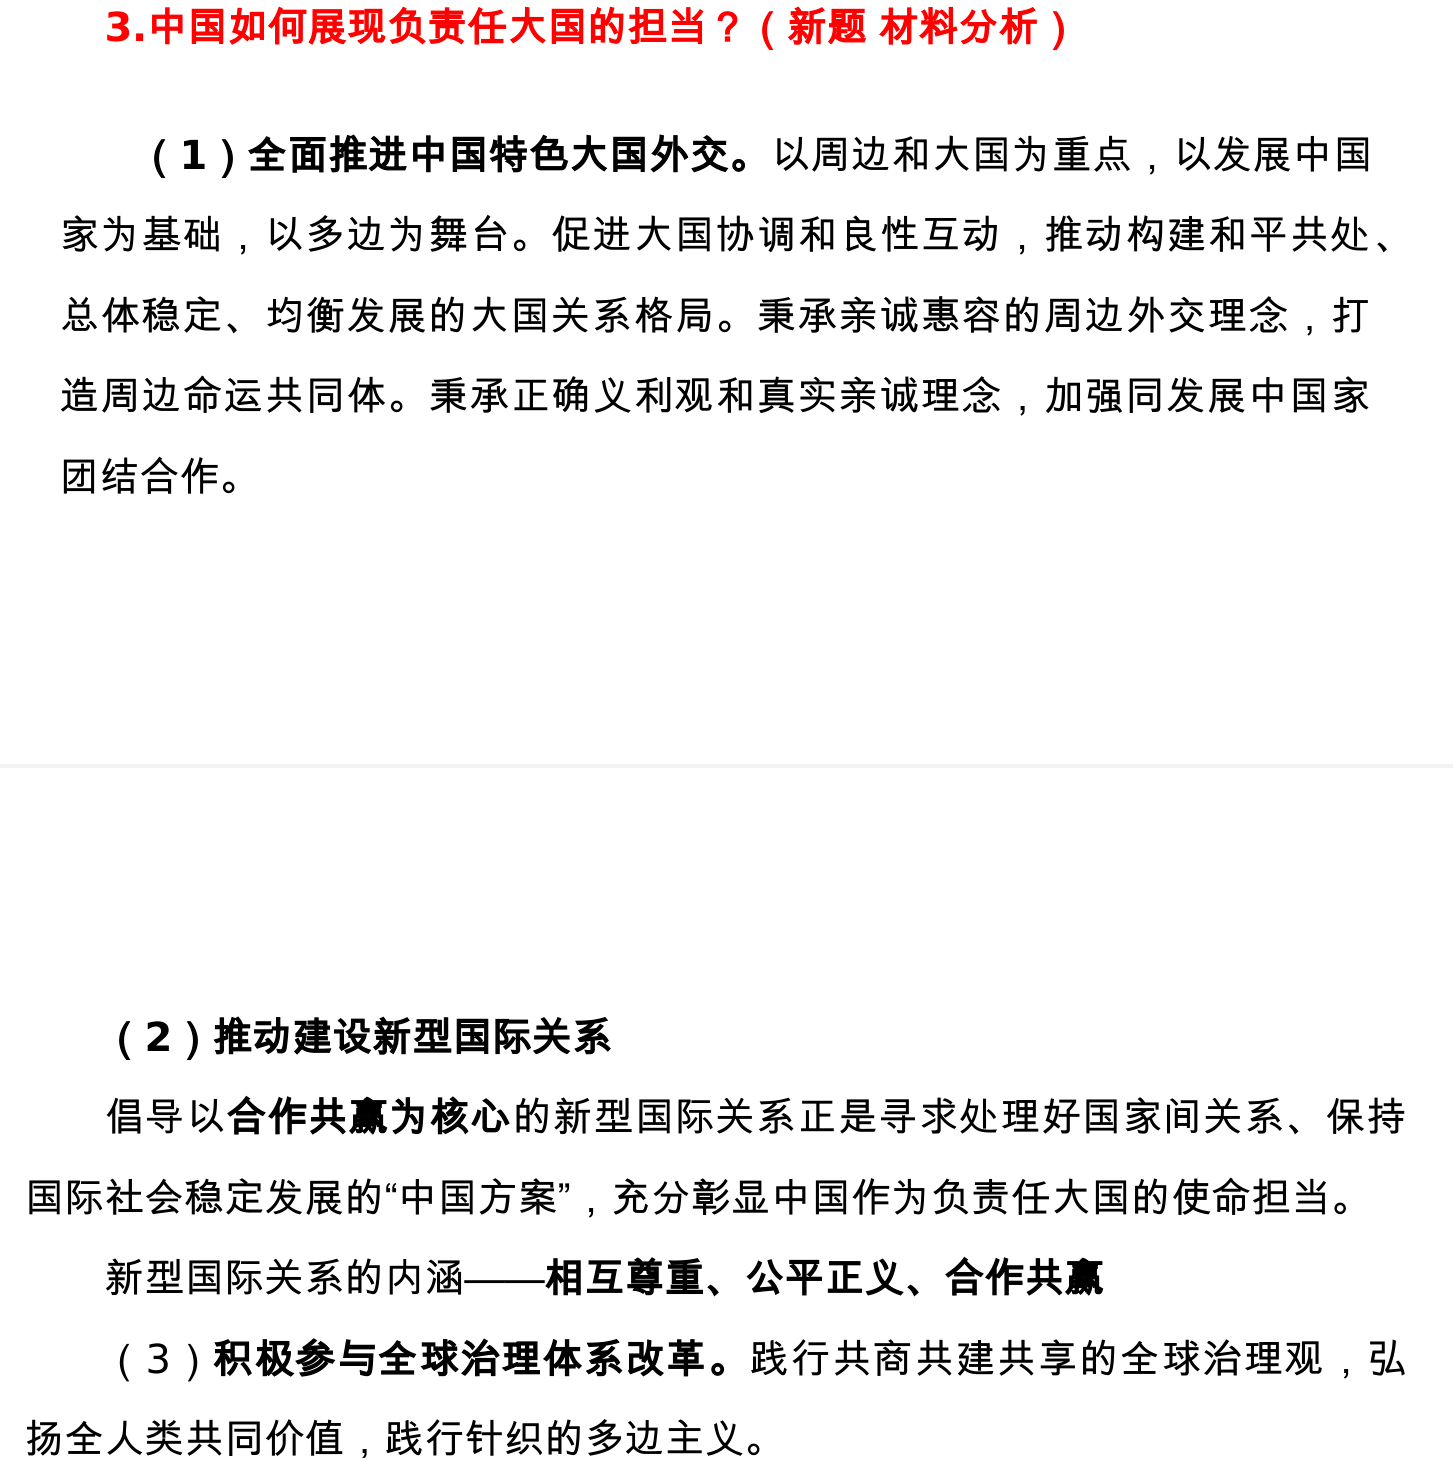 3.中国如何展现负责任大国的担当？（新题 材料分析）
（1）全面推进中国特色大国外交。以周边和大国为重点，以发展中国
家为基础，以多边为舞台。促进大国协调和良性互动，推动构建和平共处、
总体稳定、均衡发展的大国关系格局。秉承亲诚惠容的周边外交理念，打
造周边命运共同体。秉承正确义利观和真实亲诚理念，加强同发展中国家
团结合作。
（2）推动建设新型国际关系
倡导以合作共赢为核心的新型国际关系正是寻求处理好国家间关系、保持
国际社会稳定发展的“中国方案”，充分彰显中国作为负责任大国的使命担当。
新型国际关系的内涵——相互尊重、公平正义、合作共赢
（3）积极参与全球治理体系改革。践行共商共建共享的全球治理观，弘
扬全人类共同价值，践行针织的多边主义。